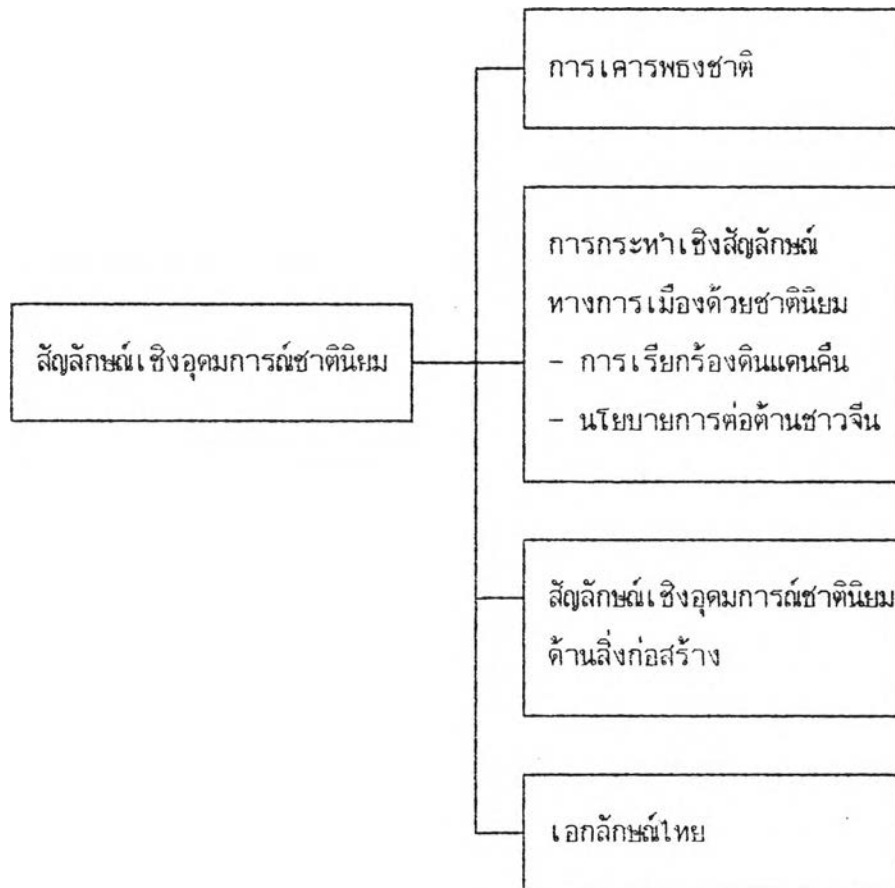 การเคารพธงชาติ
การกระทำเชิงสัญลักษณ์
ทางการเมืองด้วยชาตินิยม
- การเรียกร้องดินแดนคืน
- นโยบายการต่อต้านชาวจีน
สัญลักษณ์เชิงอุดมการณ์ชาตินิยม
สัญลักษณ์เชิงอุดมการณ์ชาตินิยม
ด้านสิ่งก่อสร้าง
เอกลักษณ์ไทย